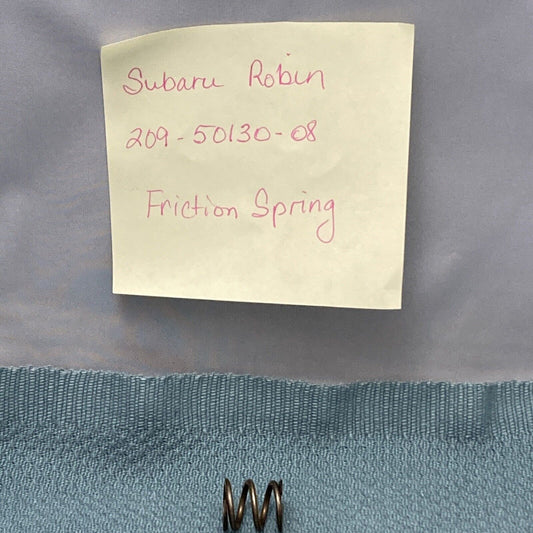 Subaru Robin
209-50130-08
Friction Spring